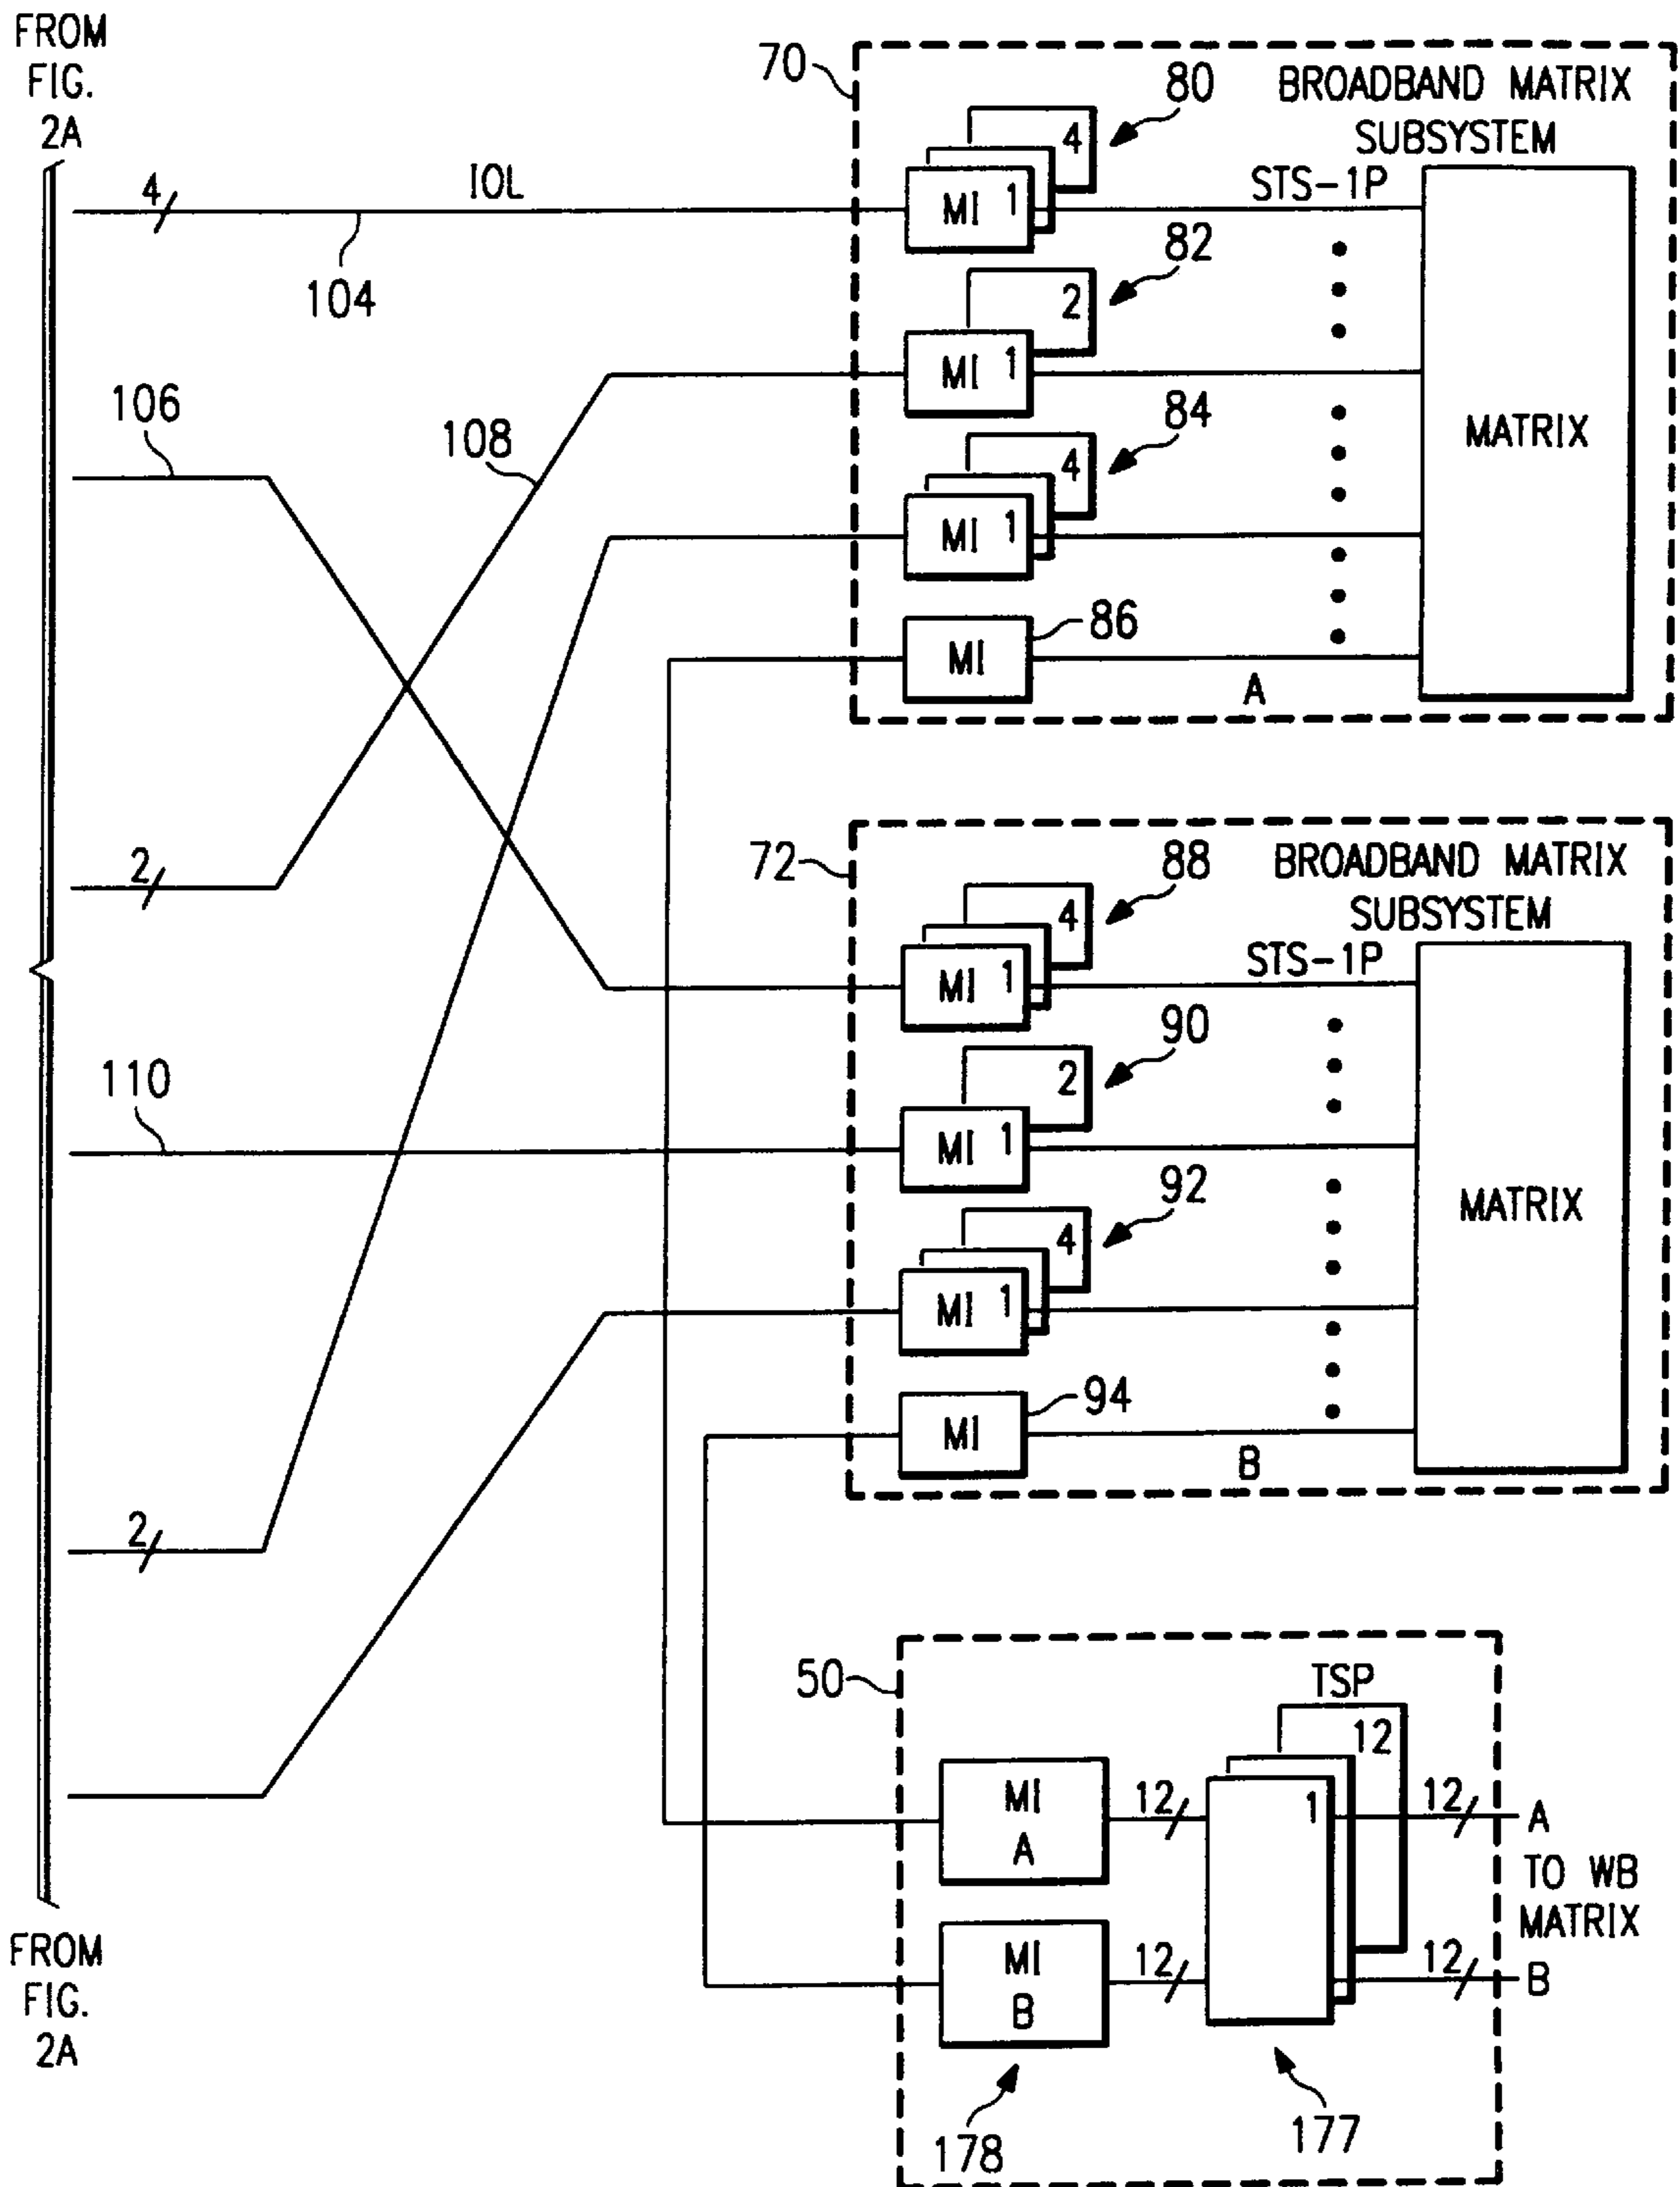 FROM
FIG.
2A
70
80
BROADBAND MATRIX
SUBSYSTEM
4
4
IOL
MI 1
STS-1P
104
82
2
MI 1
MATRIX
106
108
84
4
MI 1
86
MI
A
72
88
BROADBAND MATRIX
SUBSYSTEM
2
4
MI 1
STS-1P
90
110
2
MI 1
MATRIX
92
4
MI 1
94
MI
B
2
50
TSP
12
MI
A
12
1
12
A
TO WB
MATRIX
MI
B
12
12
B
FROM
FIG.
2A
178
177